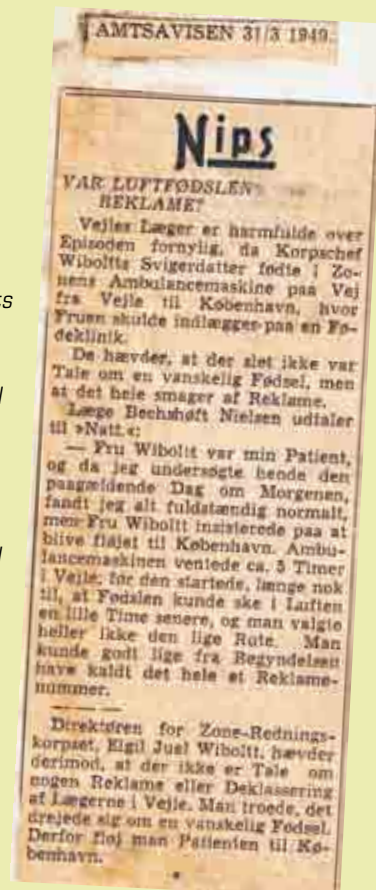 AMTSAVISEN 31/3 1949.
Nips
VAR LUFTFØDSLEN
REKLAME?
Vejles Læger er harmfulde over
Episoden fornylig, da Korpschef
Wiboltts Svigerdatter fødte i Zo-
nens Ambulancemaskine paa Vej
fra Vejle til København, hvor
Fruen skulde indlægges paa en Fø-
deklinik.
De hævder, at der slet ikke var
Tale om en vanskelig Fødsel, men
at det hele smager af Reklame.
Læge Bechshøft Nielsen udtaler
til »Natt.«:
— Fru Wiboltt var min Patient,
og da jeg undersøgte hende den
paagældende Dag om Morgenen,
fandt jeg alt fuldstændig normalt,
men Fru Wiboltt insisterede paa at
blive fløjet til København. Ambu-
lancemaskinen ventede ca. 5 Timer
i Vejle, før den startede, længe nok
til, at Fødslen kunde ske i Luften
en lille Time senere, og man valgte
heller ikke den lige Rute. Man
kunde godt lige fra Begyndelsen
have kaldt det hele et Reklame-
nummer.
Direktøren for Zone-Rednings-
korpset, Eigil Juel Wiboltt, hævder
derimod, at der ikke er Tale om
nogen Reklame eller Deklassering
af Lægerne i Vejle. Man troede, det
drejede sig om en vanskelig Fødsel.
Derfor fløj man Patienten til Kø-
benhavn.